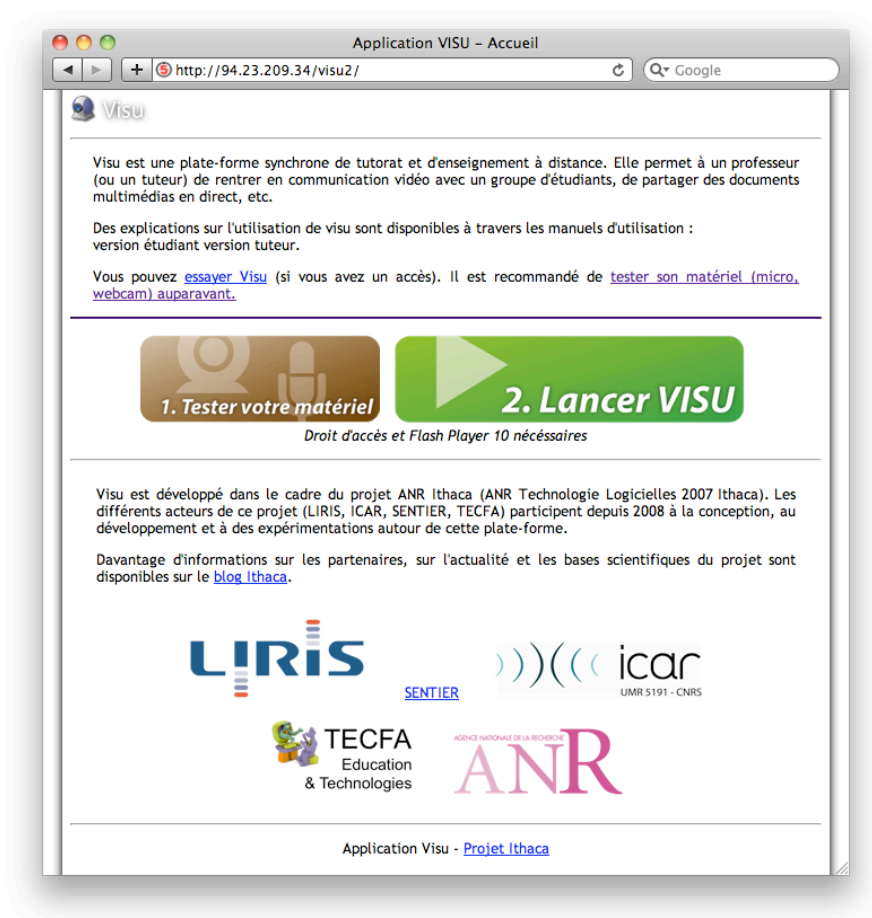 Application VISU – Accueil
http://94.23.209.34/visu2/
Google
Visu
Visu est une plate-forme synchrone de tutorat et d'enseignement à distance. Elle permet à un professeur
(ou un tuteur) de rentrer en communication vidéo avec un groupe d'étudiants, de partager des documents
multimédias en direct, etc.
Des explications sur l'utilisation de visu sont disponibles à travers les manuels d'utilisation :
version étudiant version tuteur.
Vous pouvez essayer Visu (si vous avez un accès). Il est recommandé de tester son matériel (micro,
webcam) auparavant.
1. Tester votre matériel
2. Lancer VISU
Droit d'accès et Flash Player 10 nécéssaires
Visu est développé dans le cadre du projet ANR Ithaca (ANR Technologie Logicielles 2007 Ithaca). Les
différents acteurs de ce projet (LIRIS, ICAR, SENTIER, TECFA) participent depuis 2008 à la conception, au
développement et à des expérimentations autour de cette plate-forme.
Davantage d'informations sur les partenaires, sur l'actualité et les bases scientifiques du projet sont
disponibles sur le blog Ithaca.
LIRIS
SENTIER
icar
UMR 5191 - CNRS
TECFA
Education
& Technologies
AGENCE NATIONALE DE LA RECHERCHE
ANR
Application Visu - Projet Ithaca